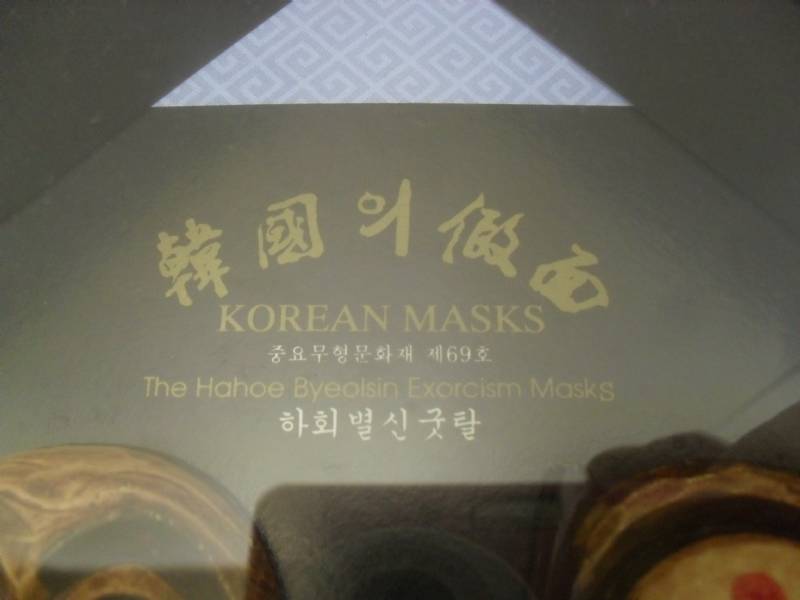 韓國의 假面
KOREAN MASKS
중요무형문화재 제69호
The Hahoe Byeolsin Exorcism Masks
하회별신굿탈